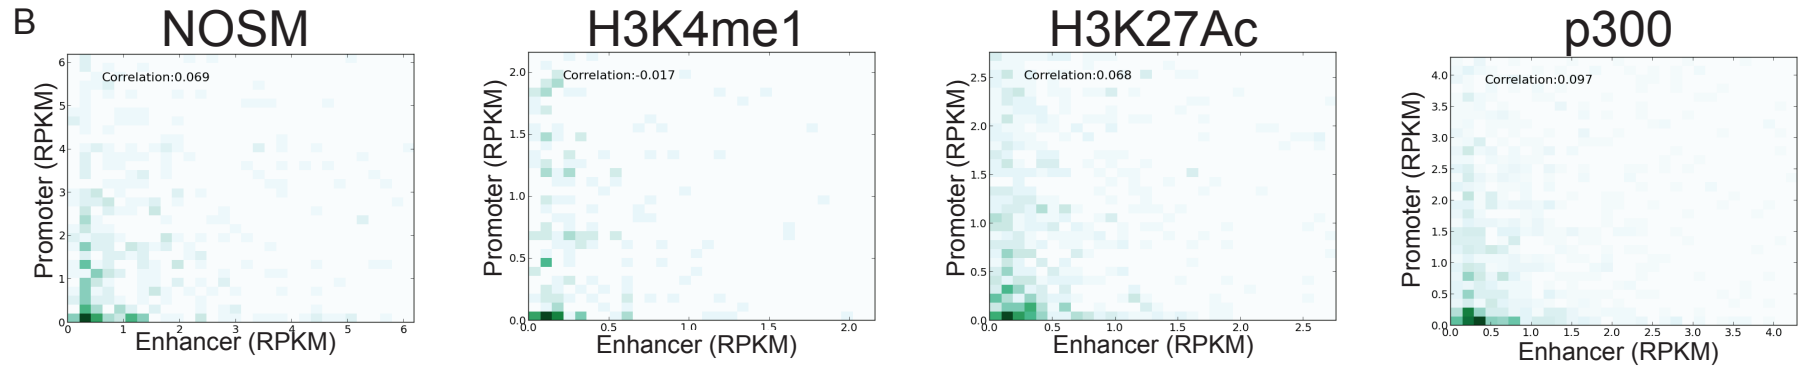 B
NOSM
Correlation:0.069
Promoter (RPKM)
6
5
4
3
2
1
0
0 1 2 3 4 5 6
Enhancer (RPKM)
H3K4me1
Correlation:-0.017
Promoter (RPKM)
2.0
1.5
1.0
0.5
0.0
0.0 0.5 1.0 1.5 2.0
Enhancer (RPKM)
H3K27Ac
Correlation:0.068
Promoter (RPKM)
2.5
2.0
1.5
1.0
0.5
0.0
0.0 0.5 1.0 1.5 2.0 2.5
Enhancer (RPKM)
p300
Correlation:0.097
Promoter (RPKM)
4.0
3.5
3.0
2.5
2.0
1.5
1.0
0.5
0.0
0.0 0.5 1.0 1.5 2.0 2.5 3.0 3.5 4.0
Enhancer (RPKM)